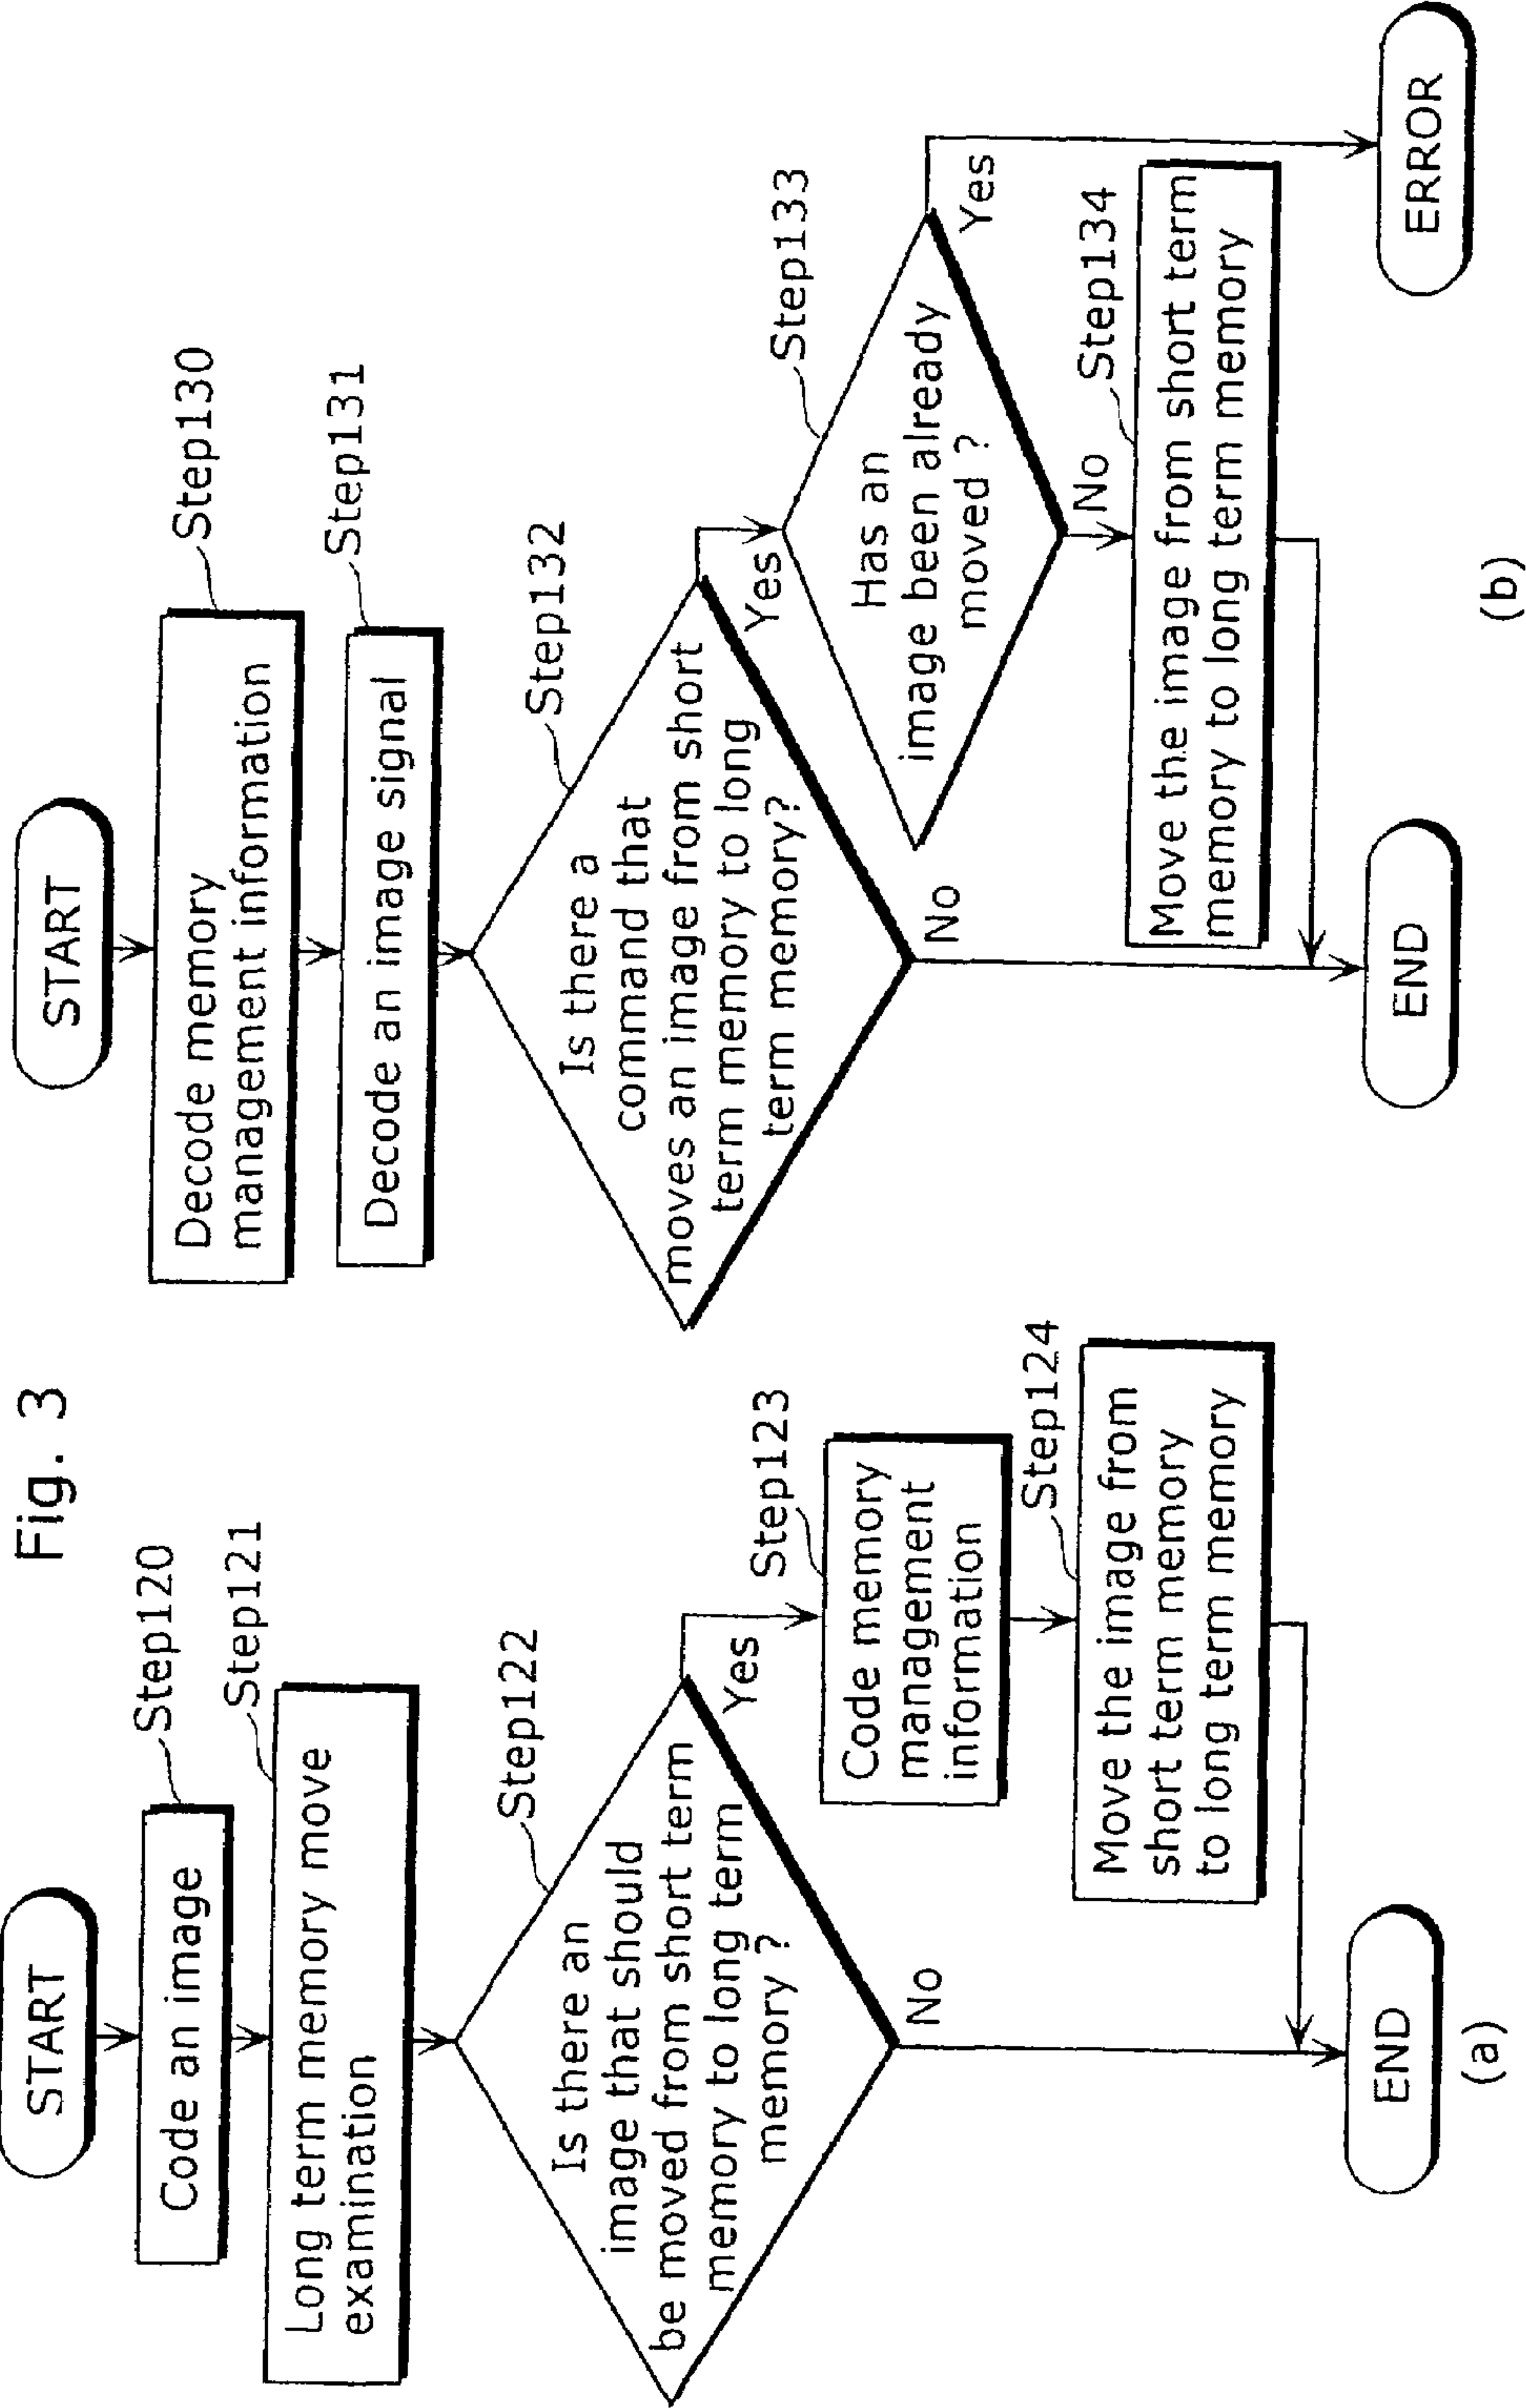 Fig. 3
START
Step120
Code an image
Step121
Long term memory move
examination
Step122
Is there an
image that should
be moved from short term
memory to long term
memory ?
Yes
No
Step123
Code memory
management
information
Step124
Move the image from
short term memory
to long term memory
END
(a)
START
Step130
Decode memory
management information
Step131
Decode an image signal
Step132
Is there a
command that
moves an image from short
term memory to long
term memory?
Yes
No
Step133
Has an
image been already
moved ?
Yes
No
Step134
Move the image from short term
memory to long term memory
END
ERROR
(b)